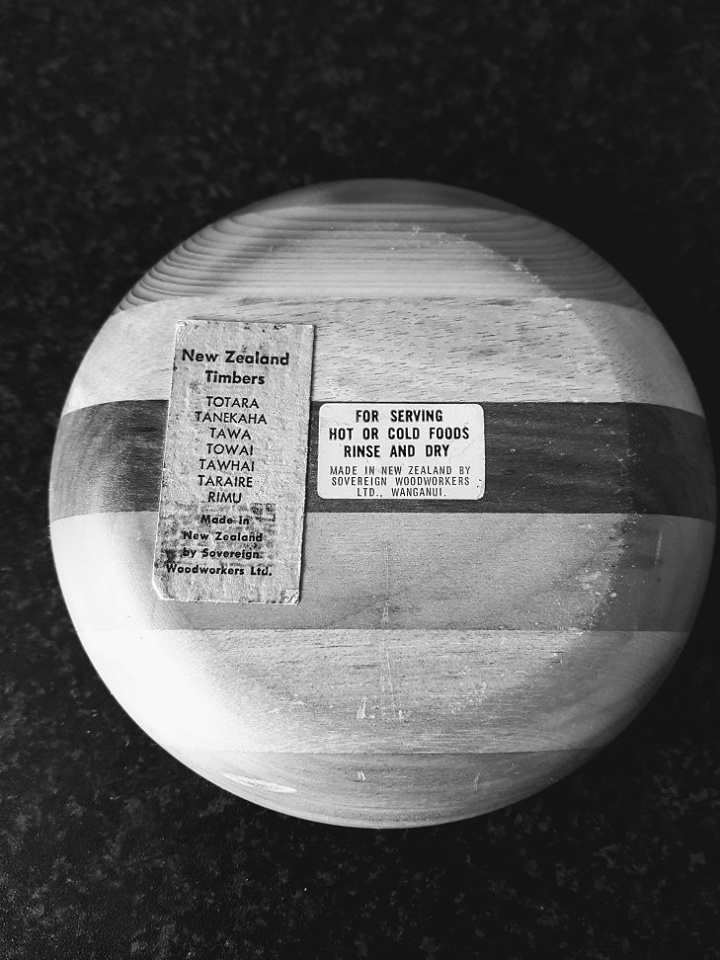 New Zealand
Timbers
TOTARA
TANEKAHA
TAWA
TOWAI
TAWHAI
TARAIRE
RIMU
Made in
New Zealand
by Sovereign
Woodworkers Ltd.
FOR SERVING
HOT OR COLD FOODS
RINSE AND DRY
MADE IN NEW ZEALAND BY
SOVEREIGN WOODWORKERS
LTD., WANGANUI.